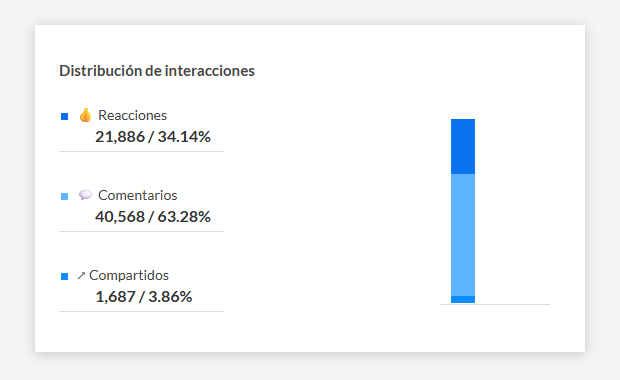 Distribución de interacciones
👍 Reacciones
21,886 / 34.14%
💬 Comentarios
40,568 / 63.28%
↗ Compartidos
1,687 / 3.86%